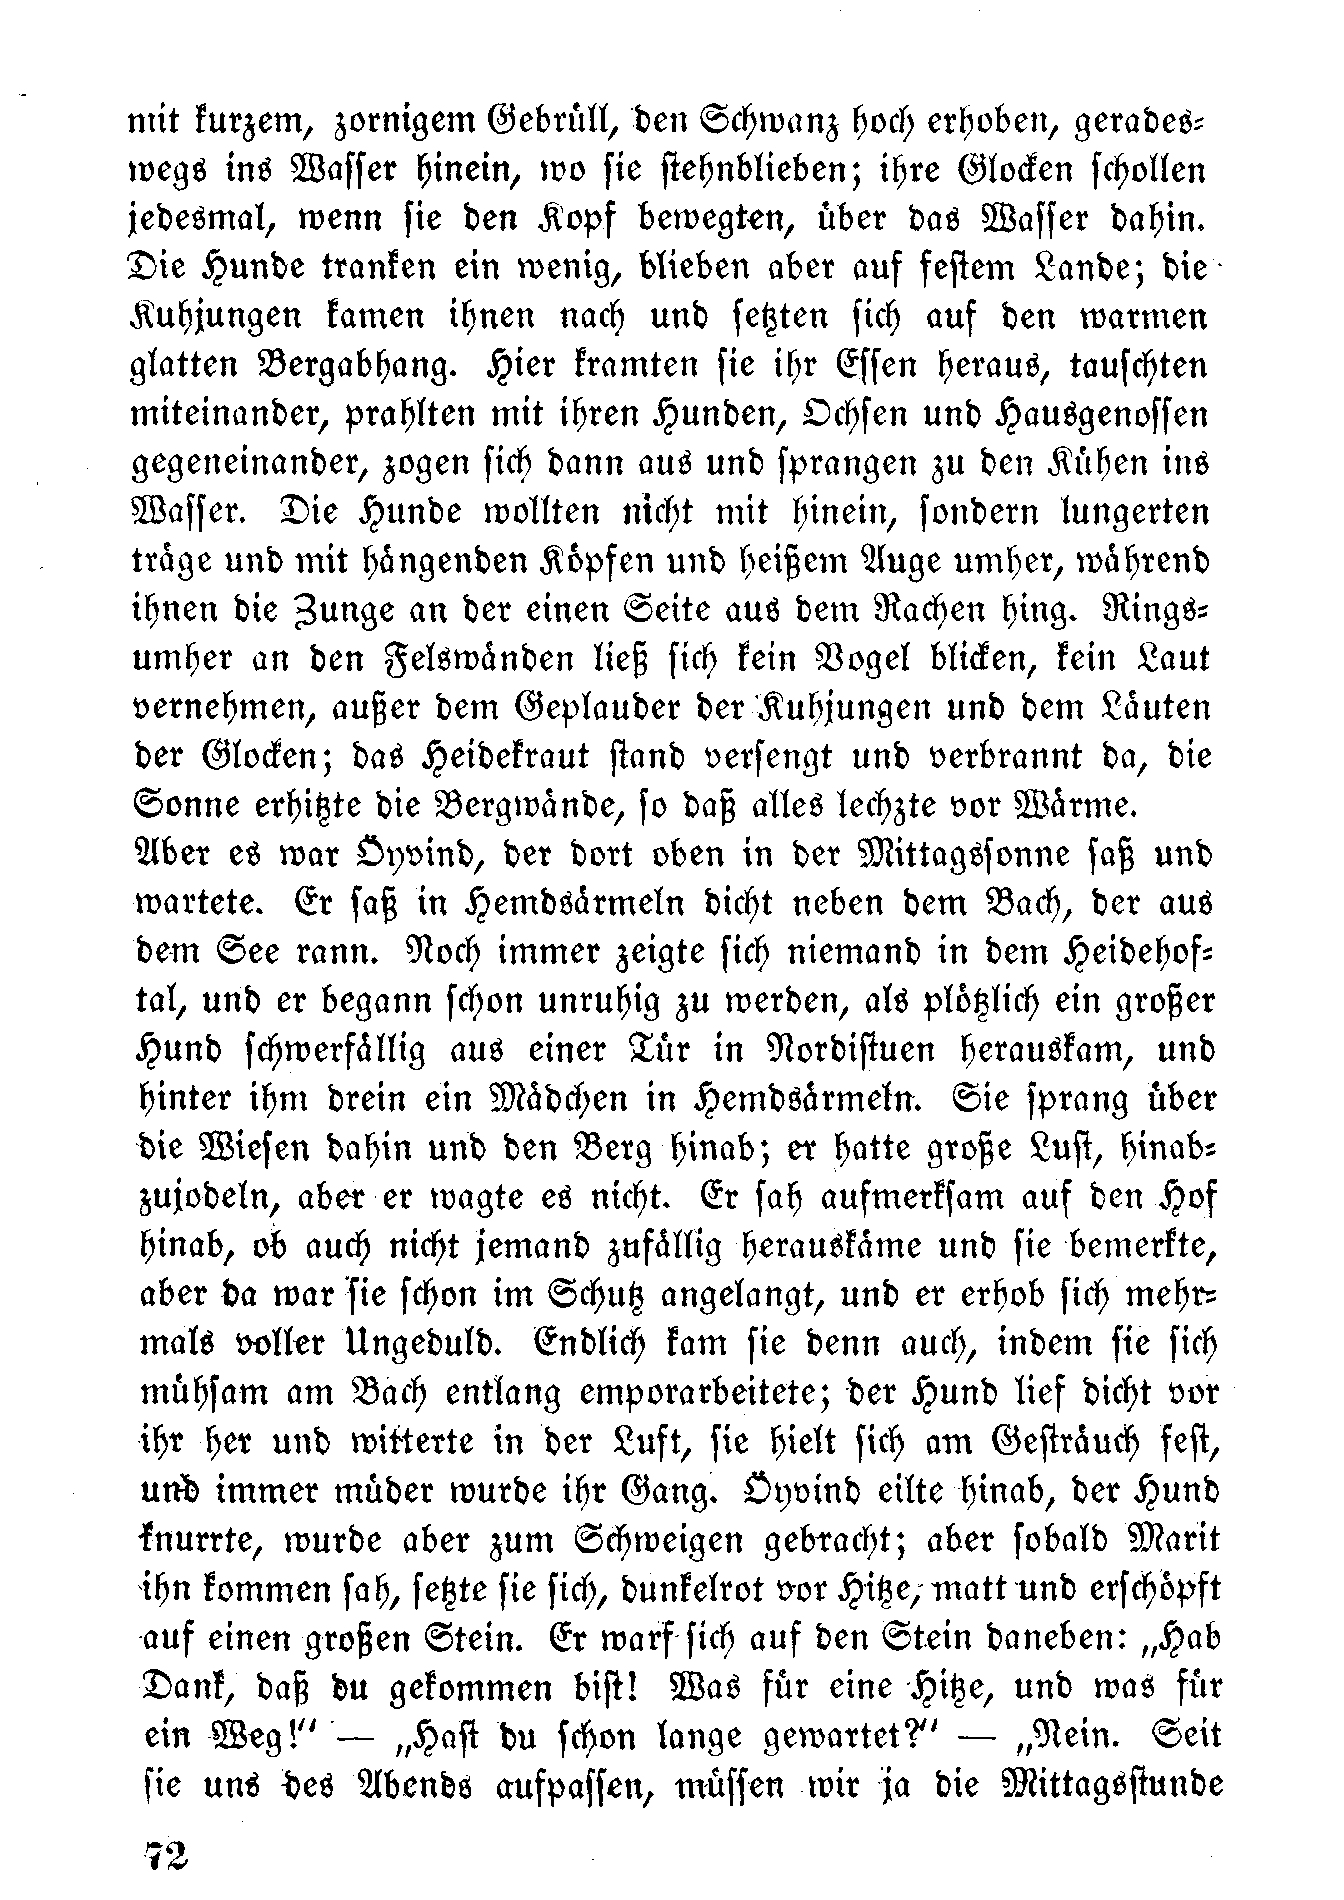 mit kurzem, zornigem Gebrüll, den Schwanz hoch erhoben, gerades-
wegs ins Wasser hinein, wo sie stehnblieben; ihre Glocken schollen
jedesmal, wenn sie den Kopf bewegten, über das Wasser dahin.
Die Hunde tranken ein wenig, blieben aber auf festem Lande; die
Kuhjungen kamen ihnen nach und setzten sich auf den warmen
glatten Bergabhang. Hier kramten sie ihr Essen heraus, tauschten
miteinander, prahlten mit ihren Hunden, Ochsen und Hausgenossen
gegeneinander, zogen sich dann aus und sprangen zu den Kühen ins
Wasser. Die Hunde wollten nicht mit hinein, sondern lungerten
träge und mit hängenden Köpfen und heißem Auge umher, während
ihnen die Zunge an der einen Seite aus dem Rachen hing. Rings-
umher an den Felswänden ließ sich kein Vogel blicken, kein Laut
vernehmen, außer dem Geplauder der Kuhjungen und dem Läuten
der Glocken; das Heidekraut stand versengt und verbrannt da, die
Sonne erhitzte die Bergwände, so daß alles lechzte vor Wärme.
Aber es war Öyvind, der dort oben in der Mittagssonne saß und
wartete. Er saß in Hemdsärmeln dicht neben dem Bach, der aus
dem See rann. Noch immer zeigte sich niemand in dem Heidehof-
tal, und er begann schon unruhig zu werden, als plötzlich ein großer
Hund schwerfällig aus einer Tür in Nordistuen herauskam, und
hinter ihm drein ein Mädchen in Hemdsärmeln. Sie sprang über
die Wiesen dahin und den Berg hinab; er hatte große Lust, hinab-
zujodeln, aber er wagte es nicht. Er sah aufmerksam auf den Hof
hinab, ob auch nicht jemand zufällig herauskäme und sie bemerkte,
aber da war sie schon im Schutz angelangt, und er erhob sich mehr-
mals voller Ungeduld. Endlich kam sie denn auch, indem sie sich
mühsam am Bach entlang emporarbeitete; der Hund lief dicht vor
ihr her und witterte in der Luft, sie hielt sich am Gesträuch fest,
und immer müder wurde ihr Gang. Öyvind eilte hinab, der Hund
knurrte, wurde aber zum Schweigen gebracht; aber sobald Marit
ihn kommen sah, setzte sie sich, dunkelrot vor Hitze, matt und erschöpft
auf einen großen Stein. Er warf sich auf den Stein daneben: „Hab
Dank, daß du gekommen bist! Was für eine Hitze, und was für
ein Weg!“ — „Hast du schon lange gewartet?“ — „Nein. Seit
sie uns des Abends aufpassen, müssen wir ja die Mittagsstunde
72